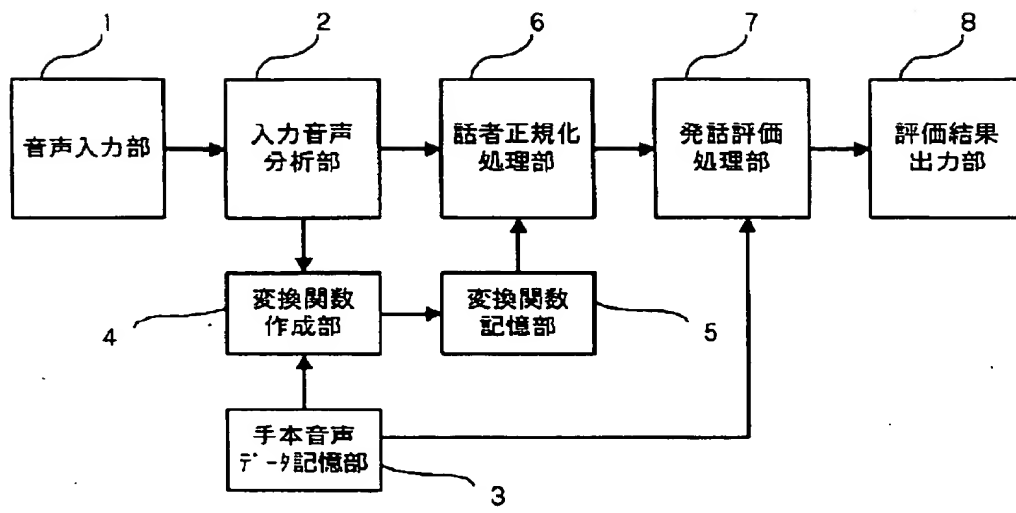 1
2
6
7
8
音声入力部
入力音声
分析部
話者正規化
処理部
発話評価
処理部
評価結果
出力部
4
変換関数
作成部
変換関数
記憶部
5
手本音声
ﾃﾞｰﾀ記憶部
3